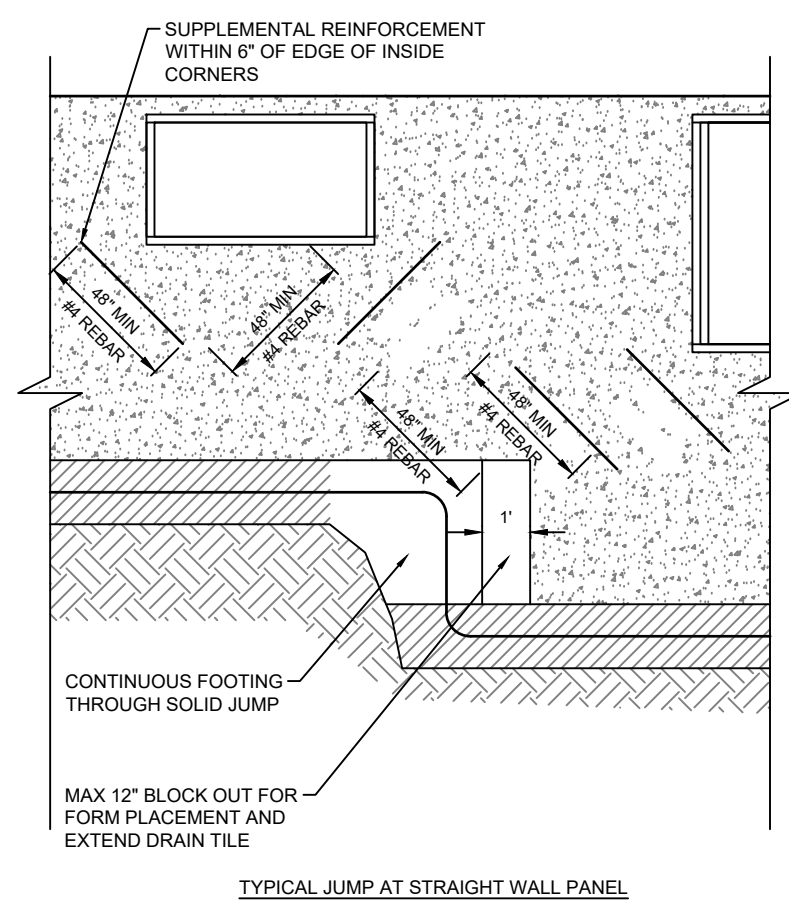 SUPPLEMENTAL REINFORCEMENT
WITHIN 6" OF EDGE OF INSIDE
CORNERS
48" MIN
#4 REBAR
48" MIN
#4 REBAR
48" MIN
#4 REBAR
48" MIN
#4 REBAR
1'
CONTINUOUS FOOTING
THROUGH SOLID JUMP
MAX 12" BLOCK OUT FOR
FORM PLACEMENT AND
EXTEND DRAIN TILE
TYPICAL JUMP AT STRAIGHT WALL PANEL